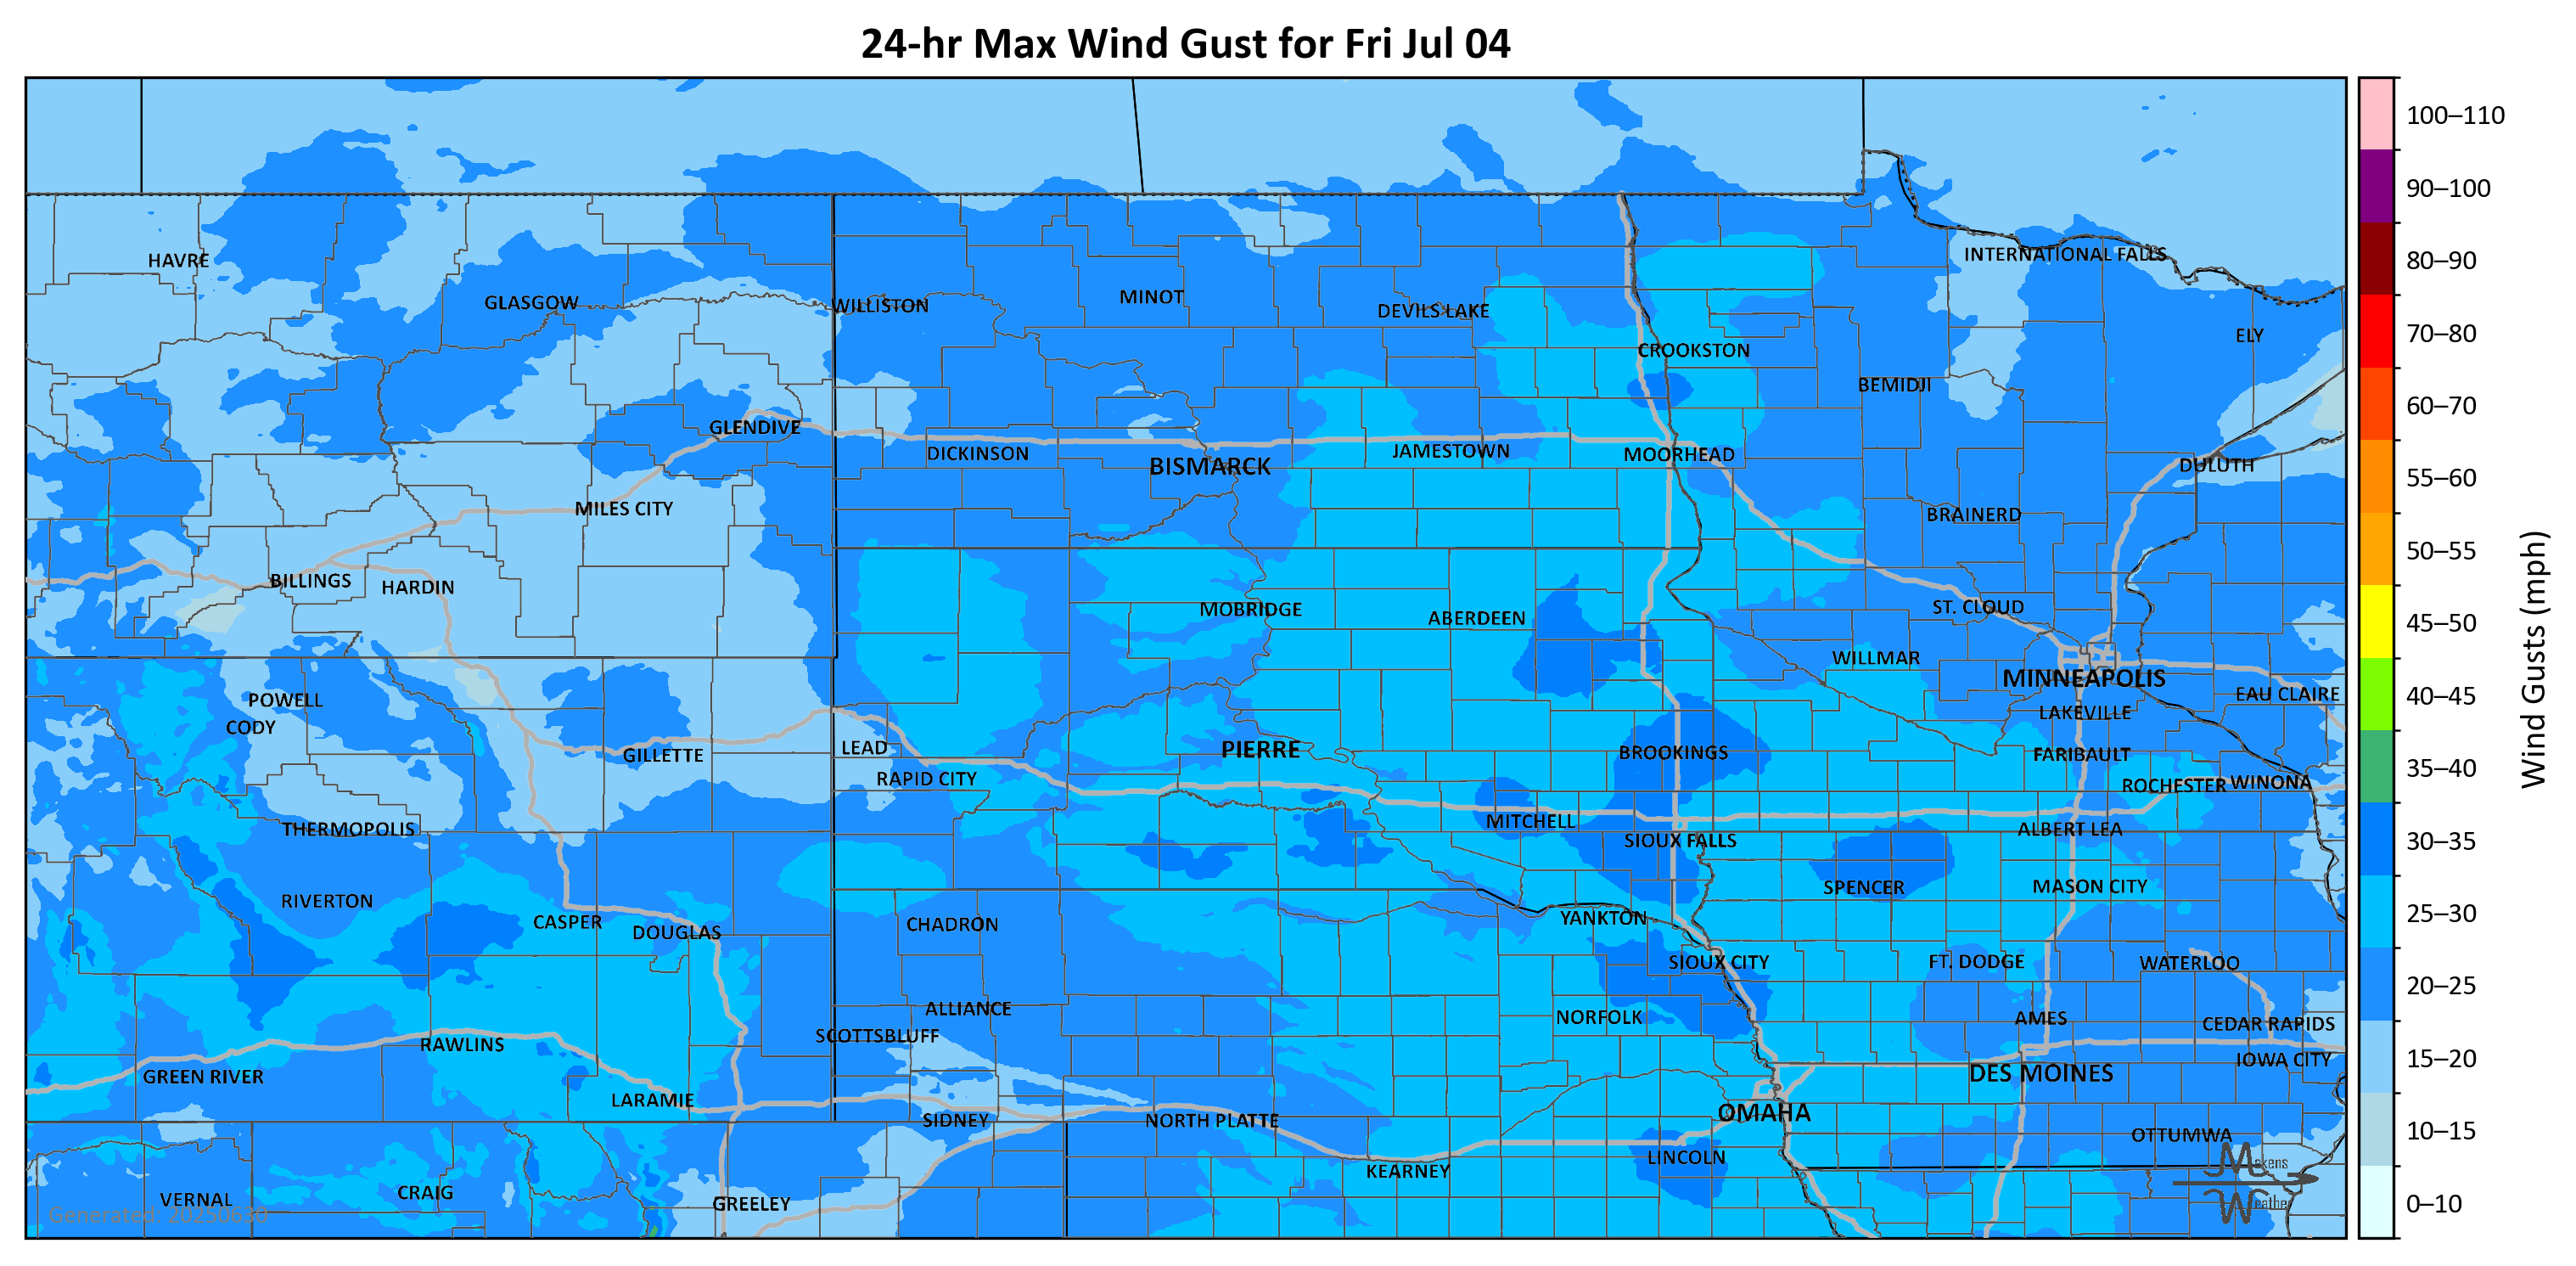 24-hr Max Wind Gust for Fri Jul 04
100–110
90–100
80–90
70–80
60–70
55–60
50–55
45–50
40–45
35–40
30–35
25–30
20–25
15–20
10–15
0–10
Wind Gusts (mph)
HAVRE
INTERNATIONAL FALLS
GLASGOW
WILLISTON
MINOT
DEVILS LAKE
ELY
CROOKSTON
BEMIDJI
GLENDIVE
DICKINSON
BISMARCK
JAMESTOWN
MOORHEAD
DULUTH
MILES CITY
BRAINERD
BILLINGS
HARDIN
MOBRIDGE
ABERDEEN
ST. CLOUD
WILLMAR
MINNEAPOLIS
POWELL
EAU CLAIRE
CODY
LAKEVILLE
GILLETTE
LEAD
PIERRE
BROOKINGS
FARIBAULT
RAPID CITY
ROCHESTER
WINONA
THERMOPOLIS
MITCHELL
SIOUX FALLS
ALBERT LEA
RIVERTON
SPENCER
MASON CITY
CASPER
DOUGLAS
CHADRON
YANKTON
SIOUX CITY
FT. DODGE
WATERLOO
ALLIANCE
NORFOLK
AMES
CEDAR RAPIDS
SCOTTSBLUFF
RAWLINS
IOWA CITY
GREEN RIVER
DES MOINES
LARAMIE
OMAHA
SIDNEY
NORTH PLATTE
OTTUMWA
LINCOLN
KEARNEY
Makens
Weather
VERNAL
CRAIG
GREELEY
Generated: 20250630